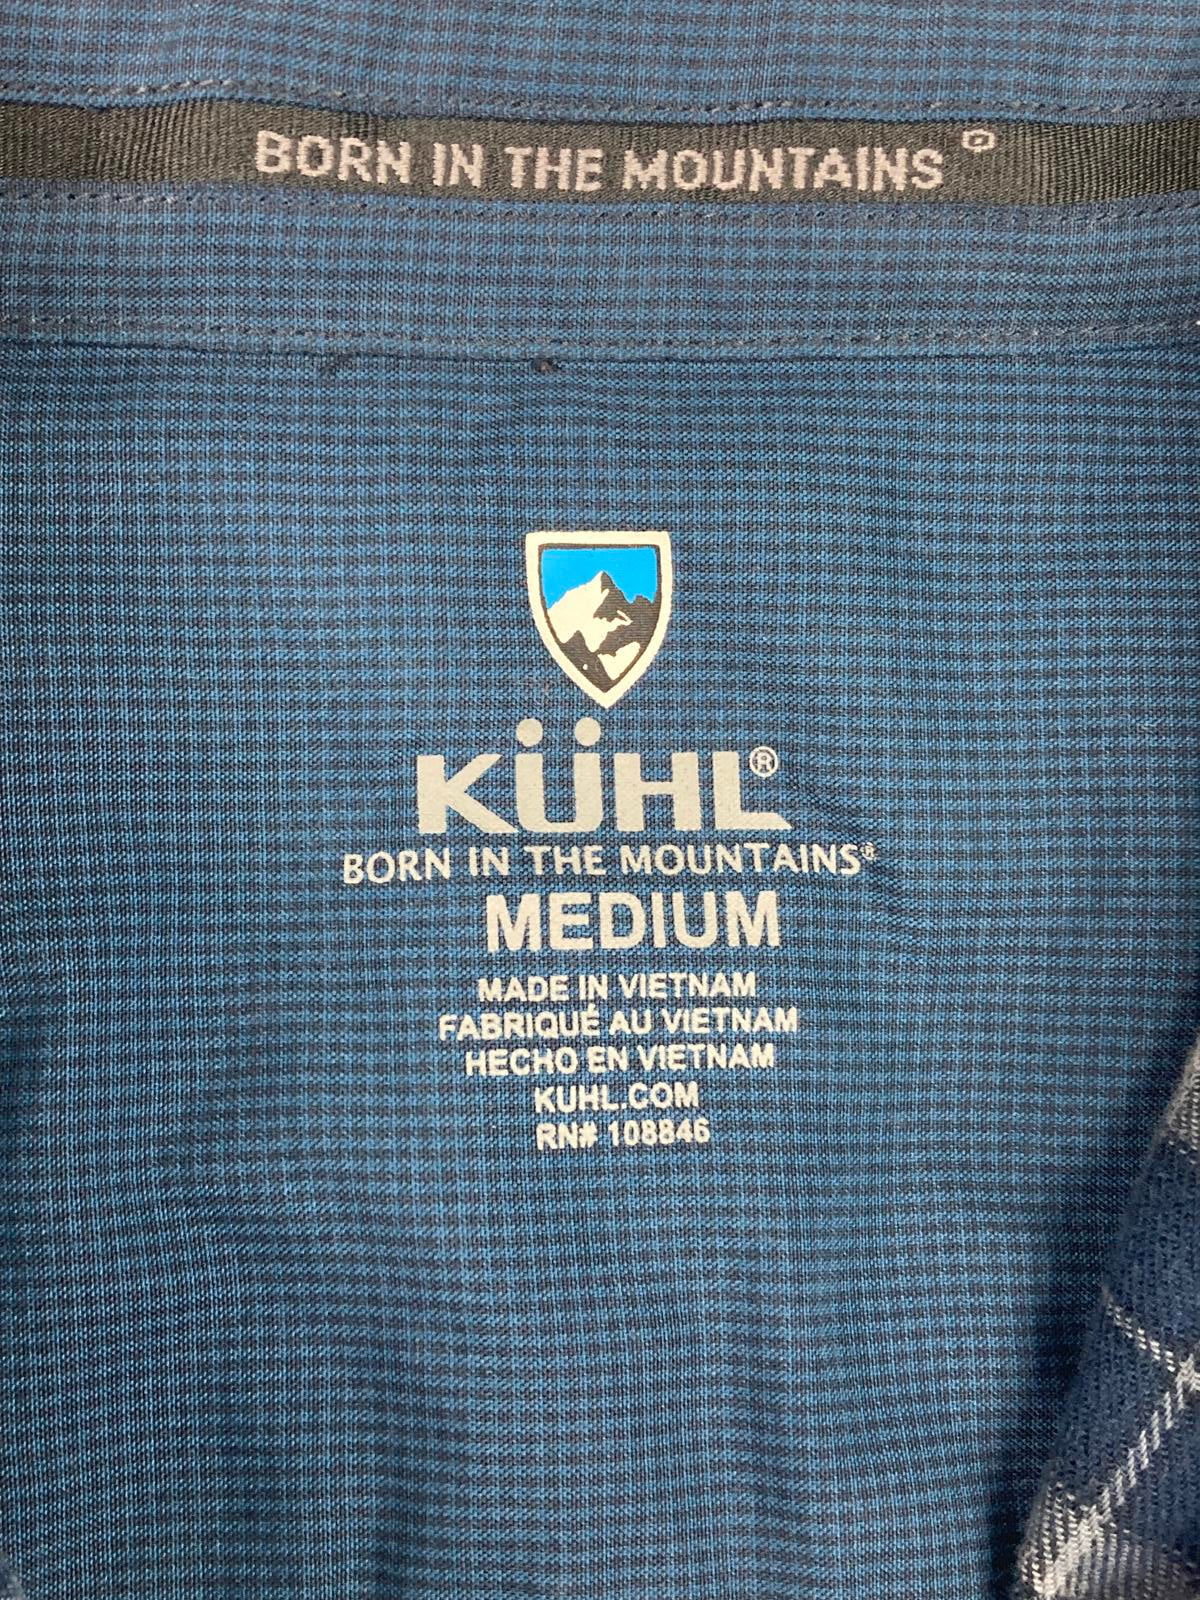 BORN IN THE MOUNTAINS®
KÜHL®
BORN IN THE MOUNTAINS®
MEDIUM
MADE IN VIETNAM
FABRIQUÉ AU VIETNAM
HECHO EN VIETNAM
KUHL.COM
RN# 108846